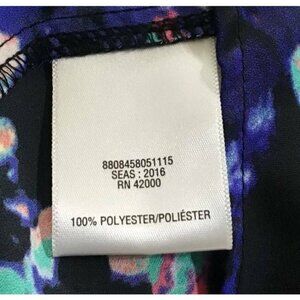 8808458051115
SEAS : 2016
RN 42000
100% POLYESTER/POLIÉSTER